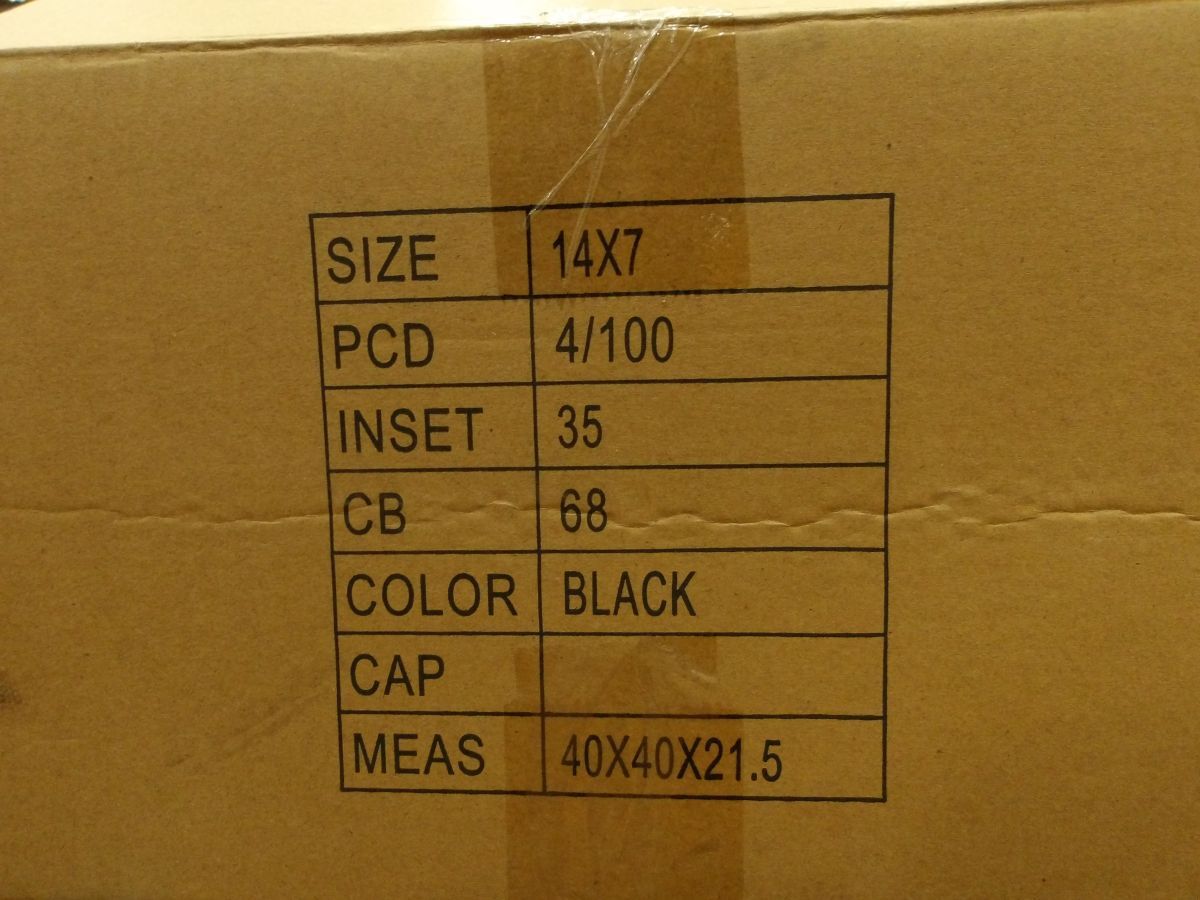 SIZE 14X7
PCD 4/100
INSET 35
CB 68
COLOR BLACK
CAP
MEAS 40X40X21.5